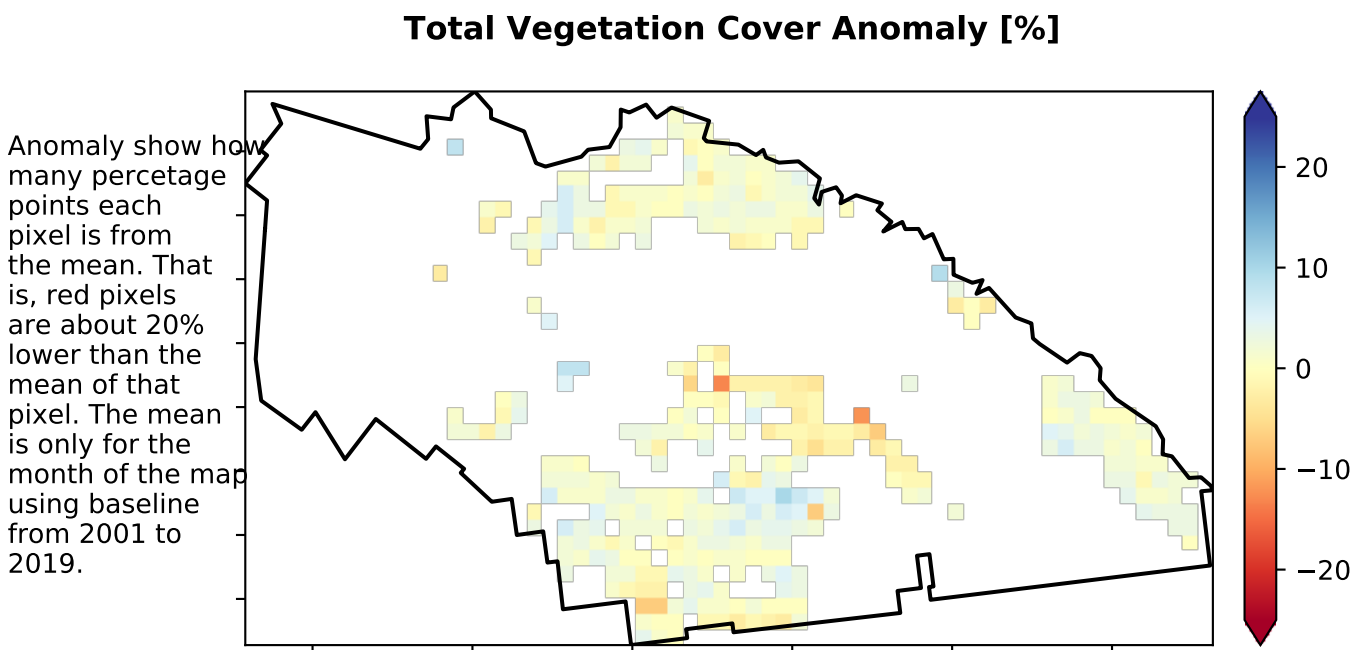 Total Vegetation Cover Anomaly [%]
Anomaly show how
many percetage
points each
pixel is from
the mean. That
is, red pixels
are about 20%
lower than the
mean of that
pixel. The mean
is only for the
month of the map
using baseline
from 2001 to
2019.
20
10
0
−10
−20